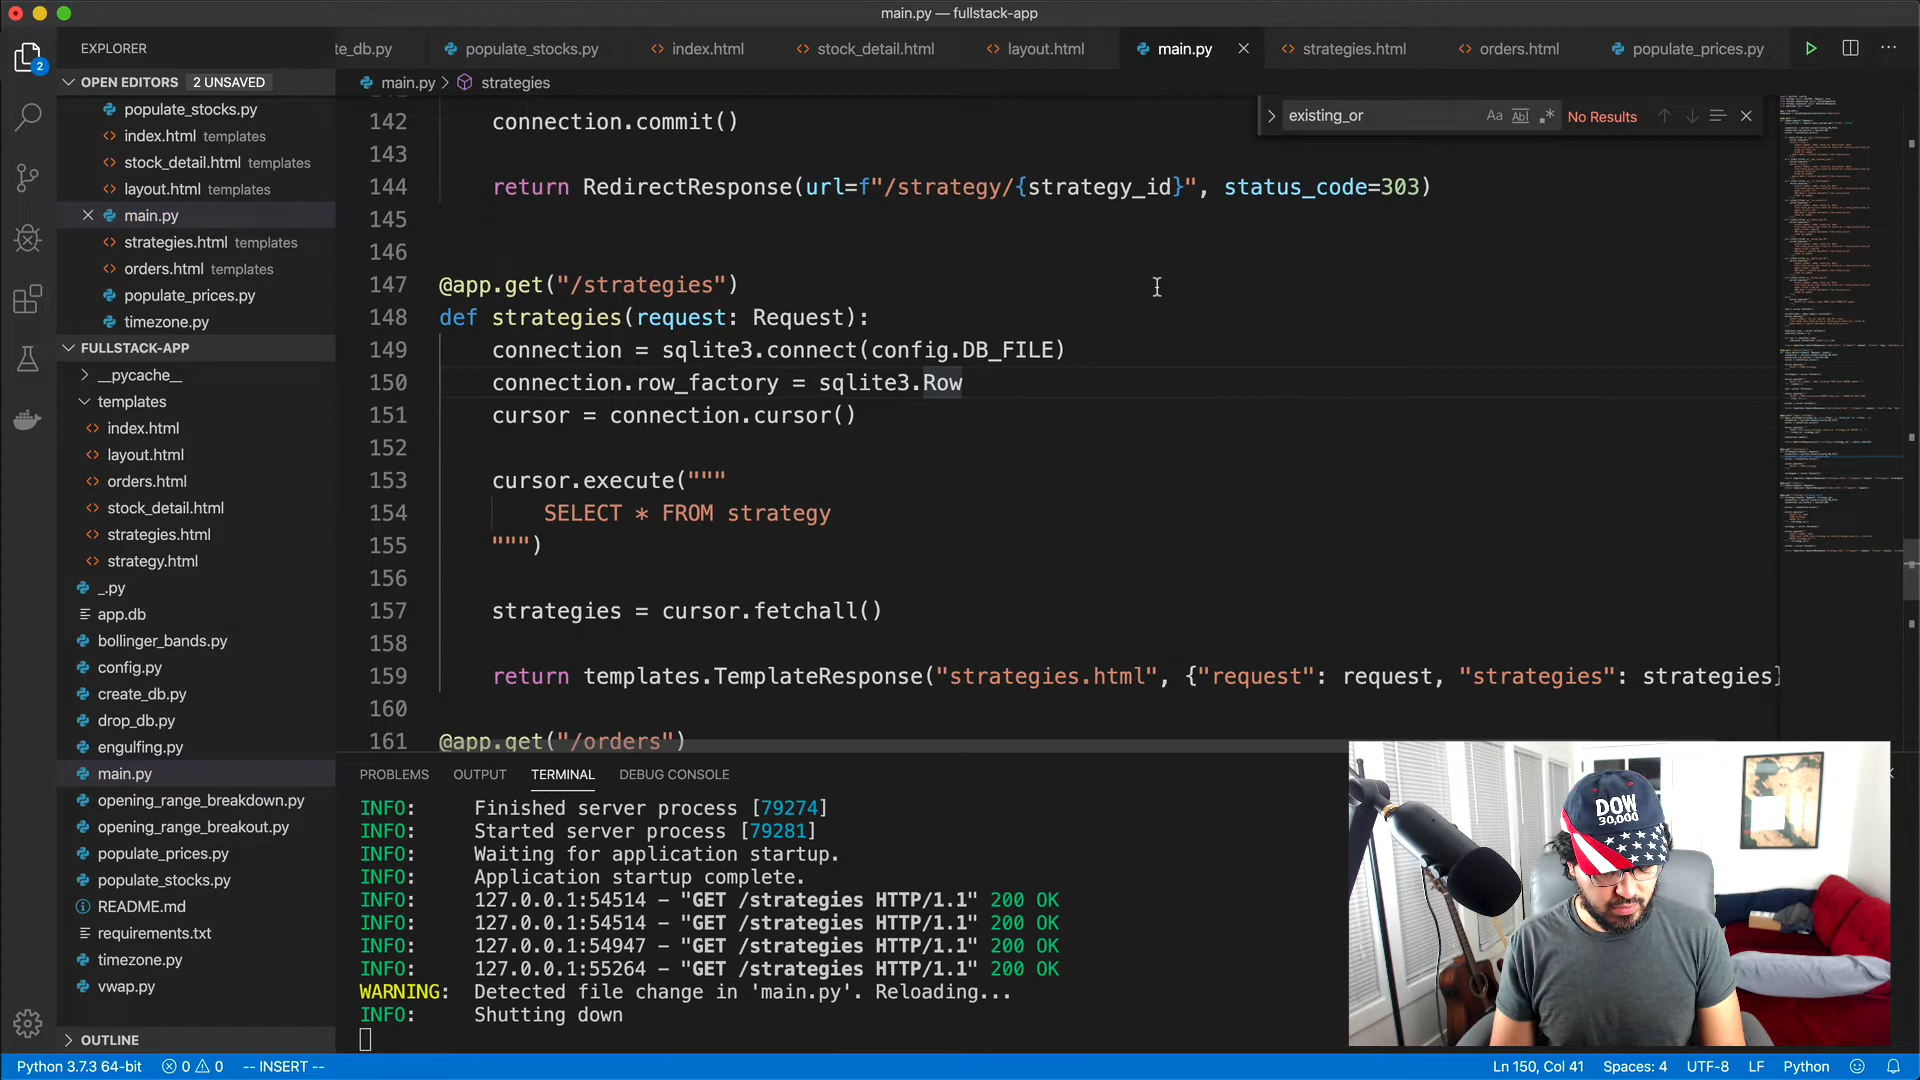 main.py — fullstack-app
EXPLORER
te_db.py
populate_stocks.py
index.html
stock_detail.html
layout.html
main.py
strategies.html
orders.html
populate_prices.py
OPEN EDITORS 2 UNSAVED
populate_stocks.py
index.html templates
stock_detail.html templates
layout.html templates
main.py
strategies.html templates
orders.html templates
populate_prices.py
timezone.py
FULLSTACK-APP
__pycache__
templates
index.html
layout.html
orders.html
stock_detail.html
strategies.html
strategy.html
_.py
app.db
bollinger_bands.py
config.py
create_db.py
drop_db.py
engulfing.py
main.py
opening_range_breakdown.py
opening_range_breakout.py
populate_prices.py
populate_stocks.py
README.md
requirements.txt
timezone.py
vwap.py
OUTLINE
2
main.py > strategies
existing_or Aa Abl .* No Results
142 connection.commit()
143
144 return RedirectResponse(url=f"/strategy/{strategy_id}", status_code=303)
145
146
147 @app.get("/strategies")
148 def strategies(request: Request):
149 connection = sqlite3.connect(config.DB_FILE)
150 connection.row_factory = sqlite3.Row
151 cursor = connection.cursor()
152
153 cursor.execute("""
154 SELECT * FROM strategy
155 """)
156
157 strategies = cursor.fetchall()
158
159 return templates.TemplateResponse("strategies.html", {"request": request, "strategies": strategies}
160
161 @app.get("/orders")
PROBLEMS OUTPUT TERMINAL DEBUG CONSOLE
INFO: Finished server process [79274]
INFO: Started server process [79281]
INFO: Waiting for application startup.
INFO: Application startup complete.
INFO: 127.0.0.1:54514 - "GET /strategies HTTP/1.1" 200 OK
INFO: 127.0.0.1:54514 - "GET /strategies HTTP/1.1" 200 OK
INFO: 127.0.0.1:54947 - "GET /strategies HTTP/1.1" 200 OK
INFO: 127.0.0.1:55264 - "GET /strategies HTTP/1.1" 200 OK
WARNING: Detected file change in 'main.py'. Reloading...
INFO: Shutting down
DOW
30,000
Python 3.7.3 64-bit 0 0 -- INSERT --
Ln 150, Col 41 Spaces: 4 UTF-8 LF Python